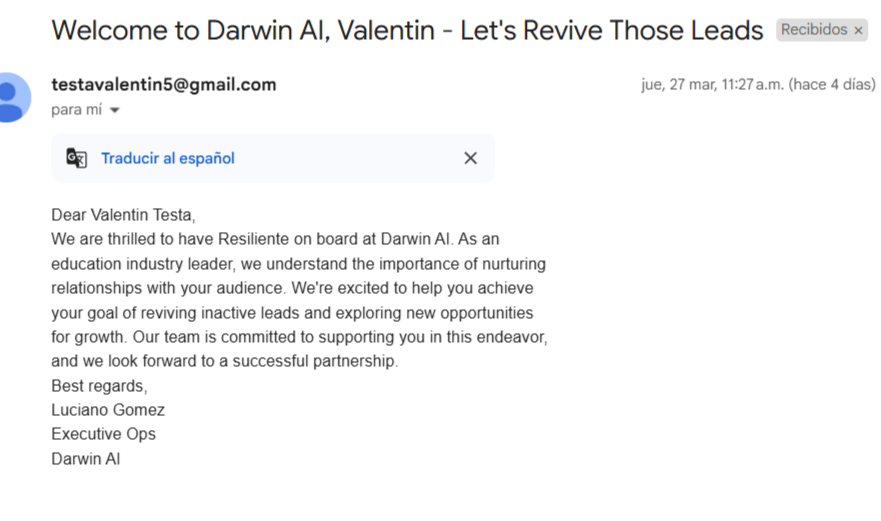 Welcome to Darwin AI, Valentin - Let's Revive Those Leads Recibidos ×
testavalentin5@gmail.com jue, 27 mar, 11:27 a.m. (hace 4 días)
para mí
Traducir al español
Dear Valentin Testa,
We are thrilled to have Resiliente on board at Darwin AI. As an
education industry leader, we understand the importance of nurturing
relationships with your audience. We're excited to help you achieve
your goal of reviving inactive leads and exploring new opportunities
for growth. Our team is committed to supporting you in this endeavor,
and we look forward to a successful partnership.
Best regards,
Luciano Gomez
Executive Ops
Darwin AI